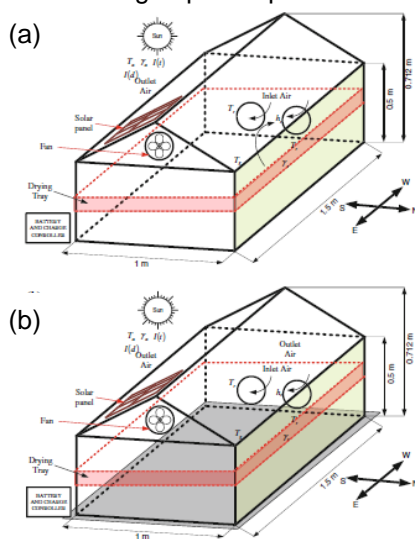 (a)
Sun
I(t)
I(d)
Outlet
Air
Solar
panel
Fan
Drying
Tray
BATTERY
AND CHARGE
CONTROLLER
Inlet Air
1 m
1.5 m
0.5 m
0.712 m
W
S
N
E
(b)
Sun
I(t)
I(d)
Outlet
Air
Solar
panel
Fan
Drying
Tray
BATTERY
AND CHARGE
CONTROLLER
Outlet
Air
Inlet Air
1 m
1.5 m
0.5 m
0.712 m
W
S
N
E